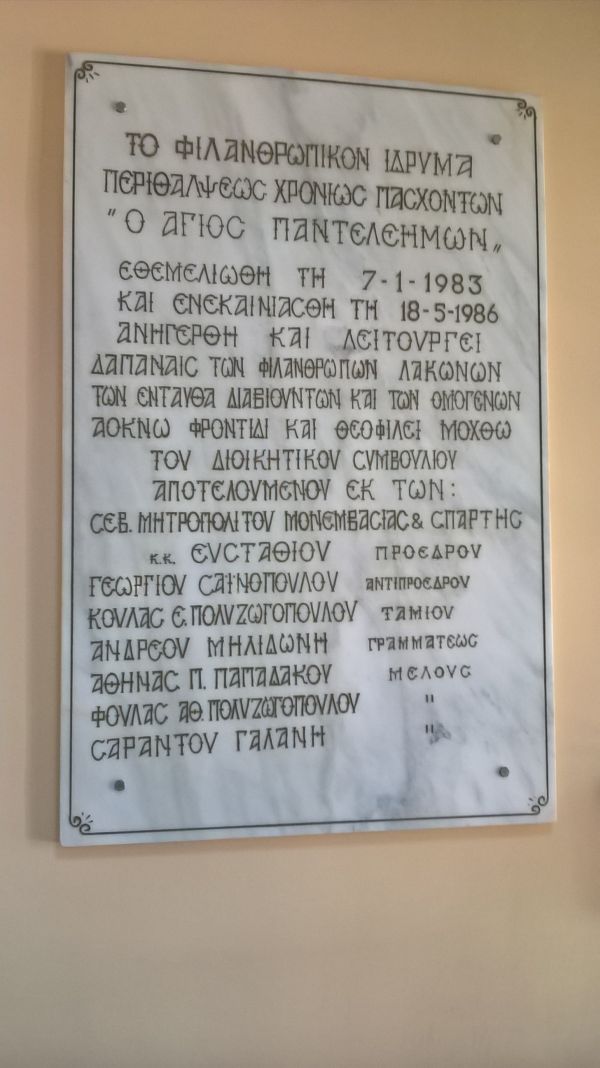 ΤΟ ΦΙΛΑΝΘΡΩΠΙΚΟΝ ΙΔΡΥΜΑ
ΠΕΡΙΘΑΛΨΕΩΣ ΧΡΟΝΙΩΣ ΠΑΣΧΟΝΤΩΝ
"Ο ΑΓΙΟΣ ΠΑΝΤΕΛΕΗΜΩΝ„
ΕΘΕΜΕΛΙΩΘΗ ΤΗ 7-1-1983
ΚΑΙ ΕΝΕΚΑΙΝΙΑΣΘΗ ΤΗ 18-5-1986
ΑΝΗΓΕΡΘΗ ΚΑΙ ΛΕΙΤΟΥΡΓΕΙ
ΔΑΠΑΝΑΙΣ ΤΩΝ ΦΙΛΑΝΘΡΩΠΩΝ ΛΑΚΩΝΩΝ
ΤΩΝ ΕΝΤΑΥΘΑ ΔΙΑΒΙΟΥΝΤΩΝ ΚΑΙ ΤΩΝ ΟΜΟΓΕΝΩΝ
ΑΟΚΝΩ ΦΡΟΝΤΙΔΙ ΚΑΙ ΘΕΟΦΙΛΕΙ ΜΟΧΘΩ
ΤΟΥ ΔΙΟΙΚΗΤΙΚΟΥ ΣΥΜΒΟΥΛΙΟΥ
ΑΠΟΤΕΛΟΥΜΕΝΟΥ ΕΚ ΤΩΝ:
ΣΕΒ. ΜΗΤΡΟΠΟΛΙΤΟΥ ΜΟΝΕΜΒΑΣΙΑΣ & ΣΠΑΡΤΗΣ
κ.κ. ΕΥΣΤΑΘΙΟΥ ΠΡΟΕΔΡΟΥ
ΓΕΩΡΓΙΟΥ ΣΑΪΝΟΠΟΥΛΟΥ ΑΝΤΙΠΡΟΕΔΡΟΥ
ΚΟΥΛΑΣ Ε. ΠΟΛΥΖΩΓΟΠΟΥΛΟΥ ΤΑΜΙΟΥ
ΑΝΔΡΕΟΥ ΜΗΛΙΔΩΝΗ ΓΡΑΜΜΑΤΕΩΣ
ΑΘΗΝΑΣ Π. ΠΑΠΑΔΑΚΟΥ ΜΕΛΟΥΣ
ΦΟΥΛΑΣ ΑΘ. ΠΟΛΥΖΩΓΟΠΟΥΛΟΥ "
ΣΑΡΑΝΤΟΥ ΓΑΛΑΝΗ "